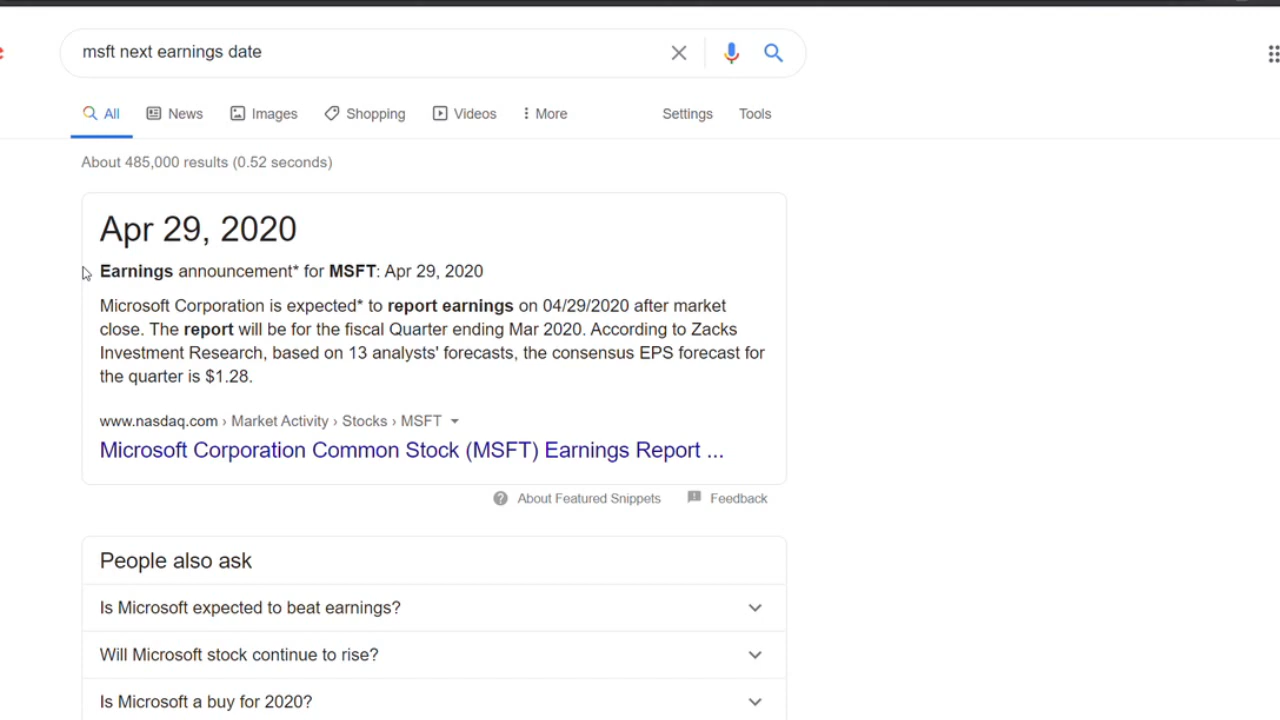 msft next earnings date
All News Images Shopping Videos More Settings Tools
About 485,000 results (0.52 seconds)
Apr 29, 2020
Earnings announcement* for MSFT: Apr 29, 2020
Microsoft Corporation is expected* to report earnings on 04/29/2020 after market
close. The report will be for the fiscal Quarter ending Mar 2020. According to Zacks
Investment Research, based on 13 analysts' forecasts, the consensus EPS forecast for
the quarter is $1.28.
www.nasdaq.com › Market Activity › Stocks › MSFT
Microsoft Corporation Common Stock (MSFT) Earnings Report ...
About Featured Snippets Feedback
People also ask
Is Microsoft expected to beat earnings?
Will Microsoft stock continue to rise?
Is Microsoft a buy for 2020?